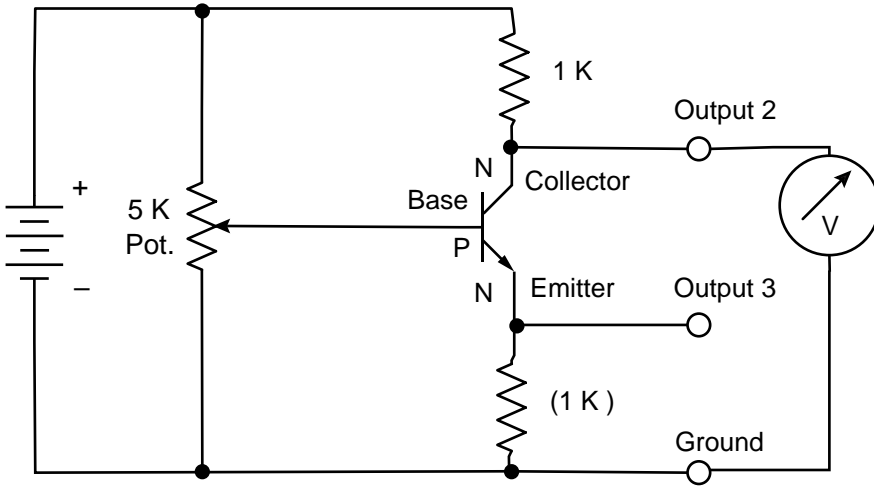 1 K
Output 2
N
Collector
+
5 K
Pot.
Base
V
P
–
N
Emitter
Output 3
(1 K )
Ground